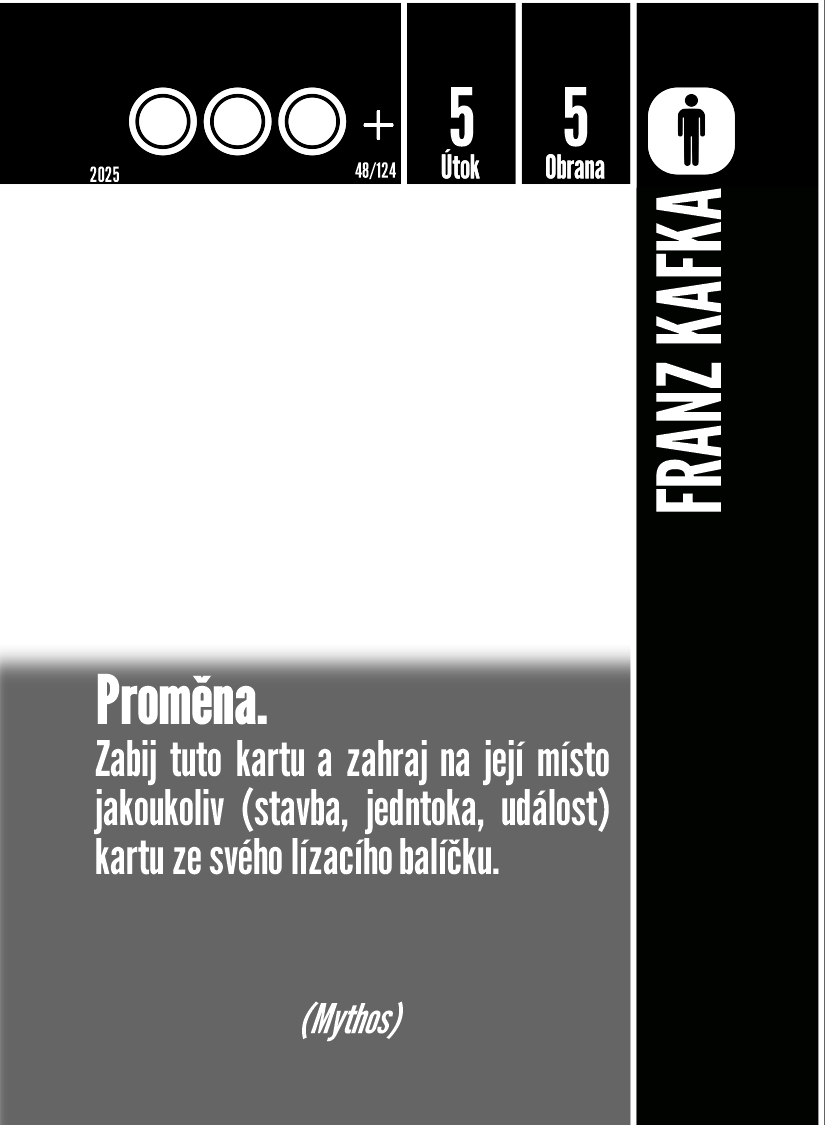 +
2025
48/124
5
Útok
5
Obrana
FRANZ KAFKA
Proměna.
Zabij tuto kartu a zahraj na její místo
jakoukoliv (stavba, jedntoka, událost)
kartu ze svého lízacího balíčku.
(Mythos)